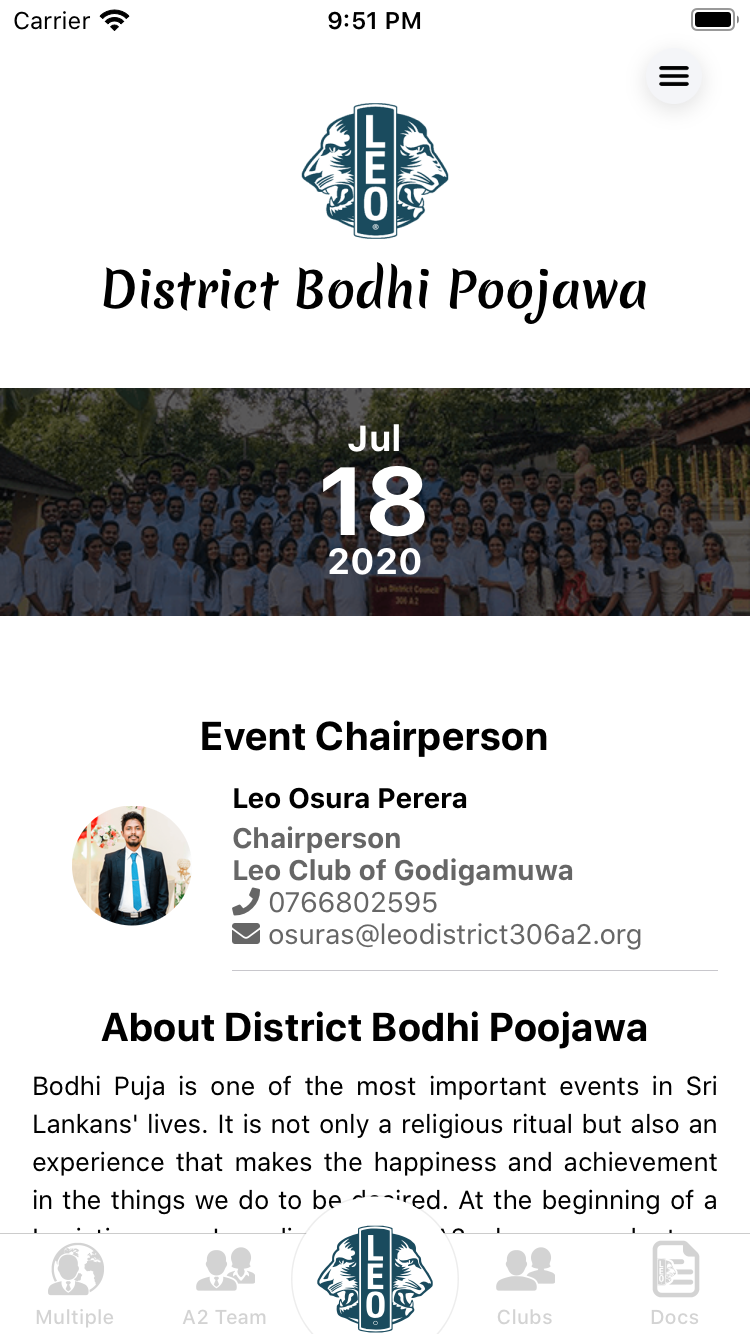 Carrier 9:51 PM
LEO
District Bodhi Poojawa
Jul
18
2020
Leo District Council
306 A2
Event Chairperson
Leo Osura Perera
Chairperson
Leo Club of Godigamuwa
0766802595
osuras@leodistrict306a2.org
About District Bodhi Poojawa
Bodhi Puja is one of the most important events in Sri
Lankans' lives. It is not only a religious ritual but also an
experience that makes the happiness and achievement
in the things we do to be desired. At the beginning of a
LEO
Multiple A2 Team Clubs Docs